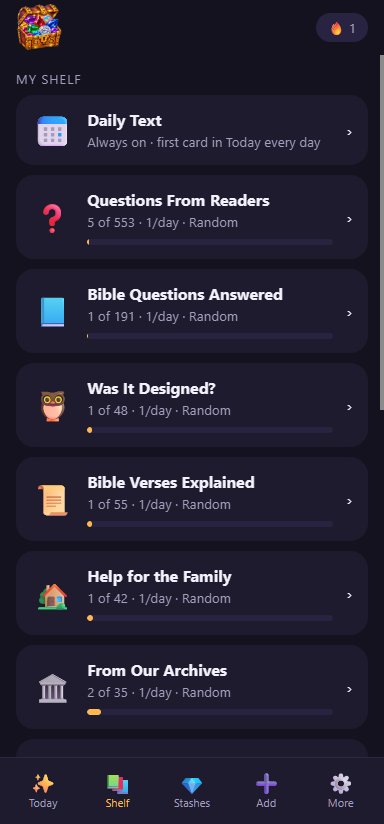 1
MY SHELF
Daily Text
Always on · first card in Today every day
Questions From Readers
5 of 553 · 1/day · Random
Bible Questions Answered
1 of 191 · 1/day · Random
Was It Designed?
1 of 48 · 1/day · Random
Bible Verses Explained
1 of 55 · 1/day · Random
Help for the Family
1 of 42 · 1/day · Random
From Our Archives
2 of 35 · 1/day · Random
Today Shelf Stashes Add More